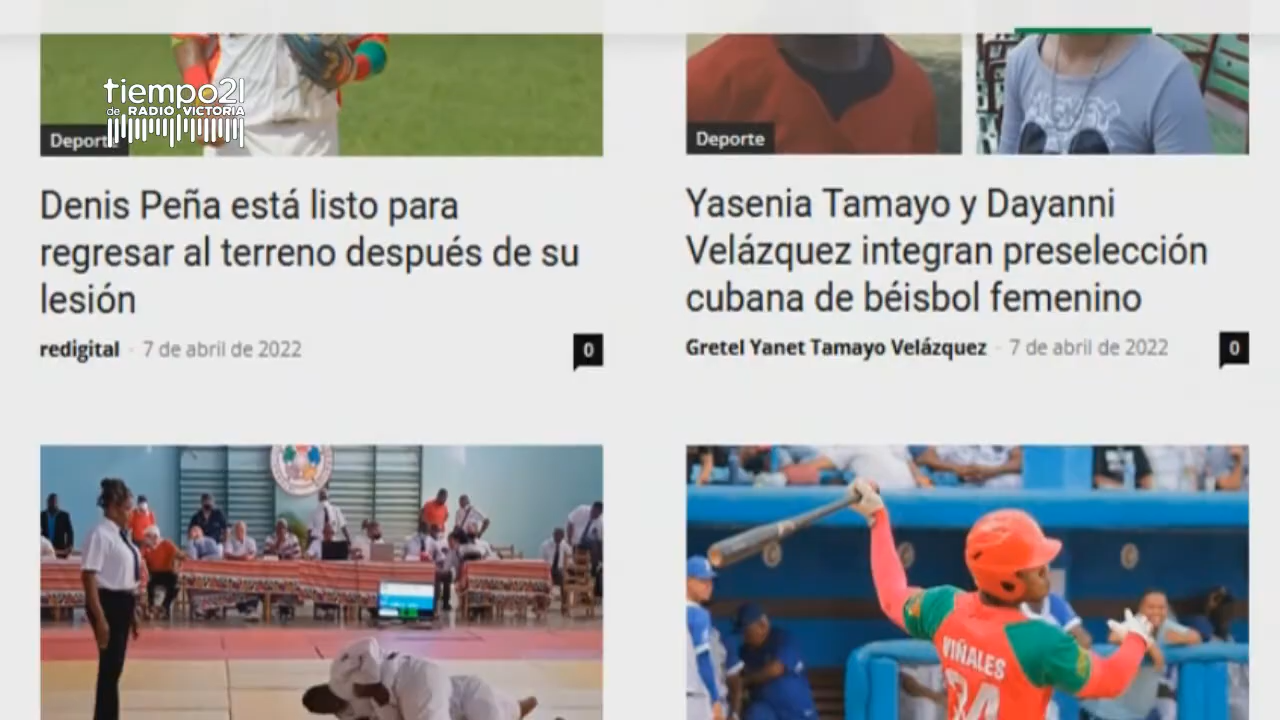 tiempo21
de RADIO VICTORIA
Deporte
Denis Peña está listo para
regresar al terreno después de su
lesión
redigital - 7 de abril de 2022
0
MICKEY
Deporte
Yasenia Tamayo y Dayanni
Velázquez integran preselección
cubana de béisbol femenino
Gretel Yanet Tamayo Velázquez - 7 de abril de 2022
0
VIÑALES
34